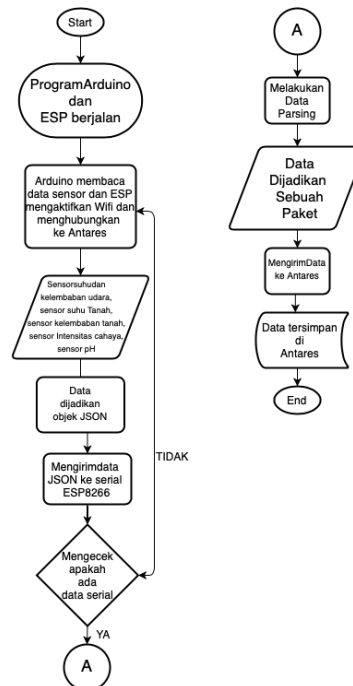 Start
ProgramArduino
dan
ESP berjalan
Arduino membaca
data sensor dan ESP
mengaktifkan Wifi dan
menghubungkan
ke Antares
Sensorsuhudan
kelembaban udara,
sensor suhu Tanah,
sensor kelembaban tanah,
sensor Intensitas cahaya,
sensor pH
Data
dijadikan
objek JSON
Mengirimdata
JSON ke serial
ESP8266
TIDAK
Mengecek
apakah
ada
data serial
YA
A
A
Melakukan
Data
Parsing
Data
Dijadikan
Sebuah
Paket
MengirimData
ke Antares
Data tersimpan
di
Antares
End